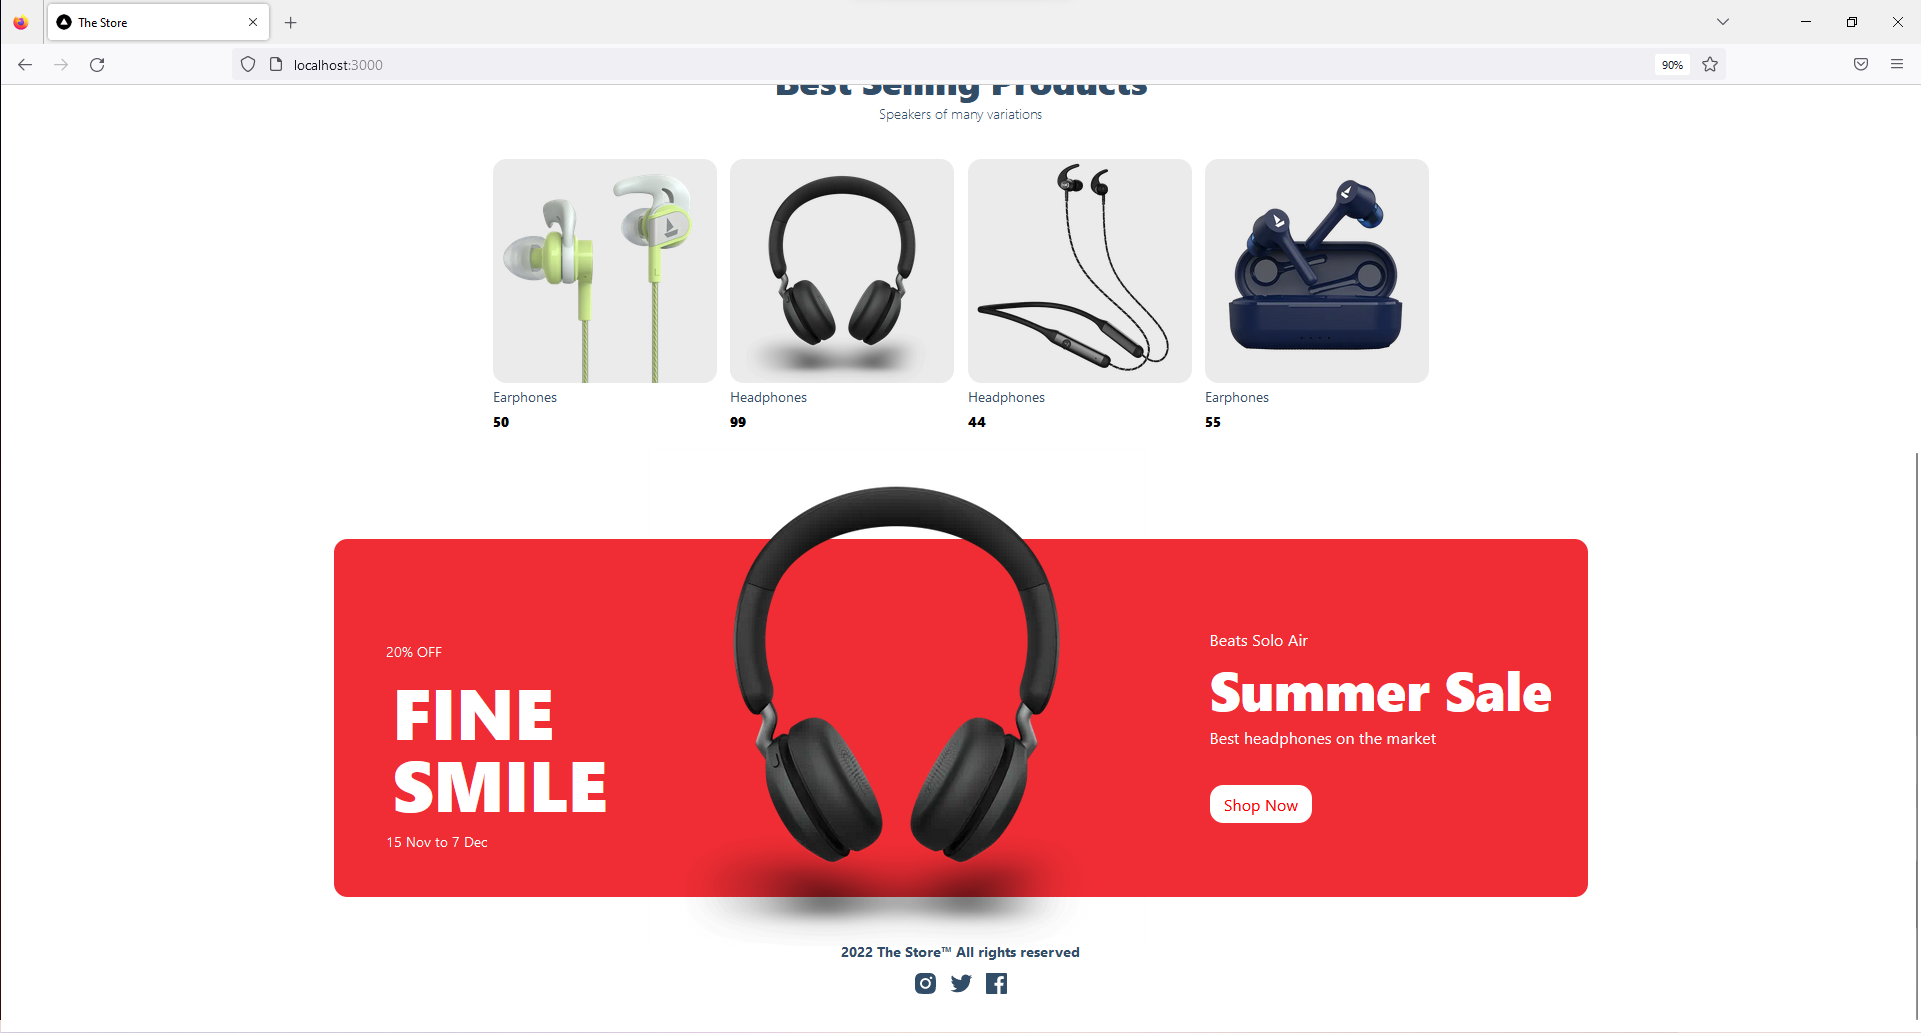 The Store
localhost:3000
90%
Best Selling Products
Speakers of many variations
Earphones
50
Headphones
99
Headphones
44
Earphones
55
20% OFF
FINE
SMILE
15 Nov to 7 Dec
Beats Solo Air
Summer Sale
Best headphones on the market
Shop Now
2022 The Store™ All rights reserved